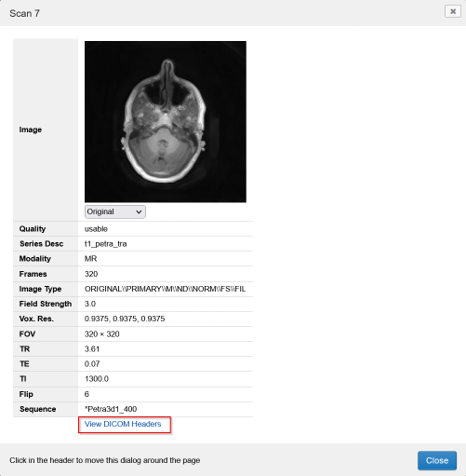 Scan 7
×
Image
Original
Quality usable
Series Desc t1_petra_tra
Modality MR
Frames 320
Image Type ORIGINAL\\PRIMARY\\M\\ND\\NORM\\FS\\FIL
Field Strength 3.0
Vox. Res. 0.9375, 0.9375, 0.9375
FOV 320 × 320
TR 3.61
TE 0.07
TI 1300.0
Flip 6
Sequence *Petra3d1_400
View DICOM Headers
Click in the header to move this dialog around the page
Close